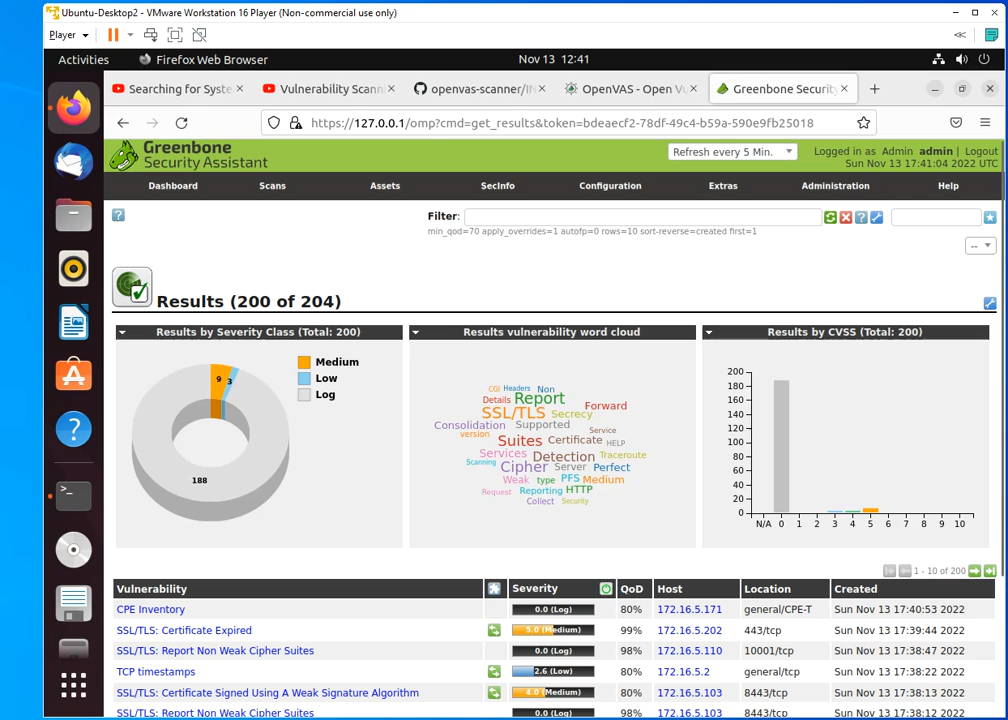 Ubuntu-Desktop2 - VMware Workstation 16 Player (Non-commercial use only)
Player
Activities Firefox Web Browser Nov 13 12:41
Searching for Syste Vulnerability Scann openvas-scanner/IN OpenVAS - Open Vu Greenbone Security
https://127.0.0.1/omp?cmd=get_results&token=bdeaecf2-78df-49c4-b59a-590e9fb25018
Greenbone
Security Assistant
Refresh every 5 Min.
Logged in as Admin admin | Logout
Sun Nov 13 17:41:04 2022 UTC
Dashboard Scans Assets SecInfo Configuration Extras Administration Help
Filter:
min_qod=70 apply_overrides=1 autofp=0 rows=10 sort-reverse=created first=1
--
Results (200 of 204)
Results by Severity Class (Total: 200)
Medium
Low
Log
9
3
188
Results vulnerability word cloud
CGI Headers Non
Details Report
SSL/TLS Forward
Secrecy
Consolidation Supported
version Service
Suites Certificate HELP
Services Detection Traceroute
Scanning Cipher Server Perfect
Weak type PFS Medium
Request Reporting HTTP
Collect Security
Results by CVSS (Total: 200)
200
180
160
140
120
100
80
60
40
20
0
N/A 0 1 2 3 4 5 6 7 8 9 10
1 - 10 of 200
Vulnerability Severity QoD Host Location Created
CPE Inventory 0.0 (Log) 80% 172.16.5.171 general/CPE-T Sun Nov 13 17:40:53 2022
SSL/TLS: Certificate Expired 5.0 (Medium) 99% 172.16.5.202 443/tcp Sun Nov 13 17:39:44 2022
SSL/TLS: Report Non Weak Cipher Suites 0.0 (Log) 98% 172.16.5.110 10001/tcp Sun Nov 13 17:38:47 2022
TCP timestamps 2.6 (Low) 80% 172.16.5.2 general/tcp Sun Nov 13 17:38:22 2022
SSL/TLS: Certificate Signed Using A Weak Signature Algorithm 4.0 (Medium) 80% 172.16.5.103 8443/tcp Sun Nov 13 17:38:13 2022
SSL/TLS: Report Non Weak Cipher Suites 0.0 (Log) 98% 172.16.5.103 8443/tcp Sun Nov 13 17:38:12 2022